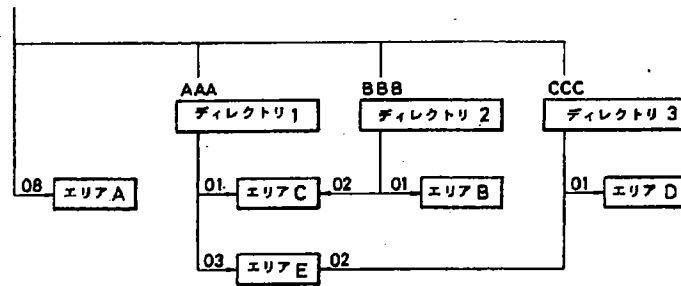 AAA BBB CCC
ディレクトリ 1 ディレクトリ 2 ディレクトリ 3
08 エリア A 01. エリア C 02 01 エリア B 01 エリア D
03 エリア E 02